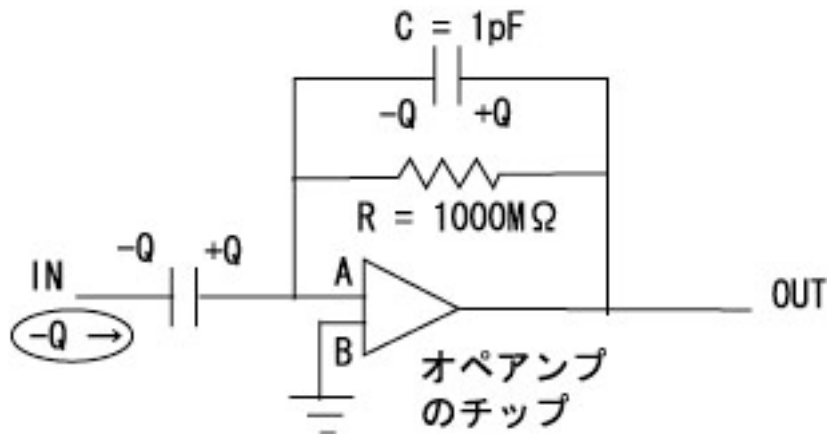 C = 1pF
-Q +Q
R = 1000MΩ
-Q +Q
IN
A
OUT
-Q →
B
オペアンプ
のチップ